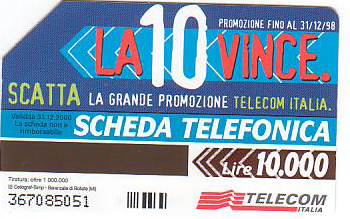 PROMOZIONE FINO AL 31/12/98
LA 10 VINCE.
SCATTA LA GRANDE PROMOZIONE TELECOM ITALIA.
Validità 31.12.2000
La scheda non è
rimborsabile
SCHEDA TELEFONICA
Lire 10.000
Tiratura: oltre 1.000.000
367085051
TELECOM
ITALIA